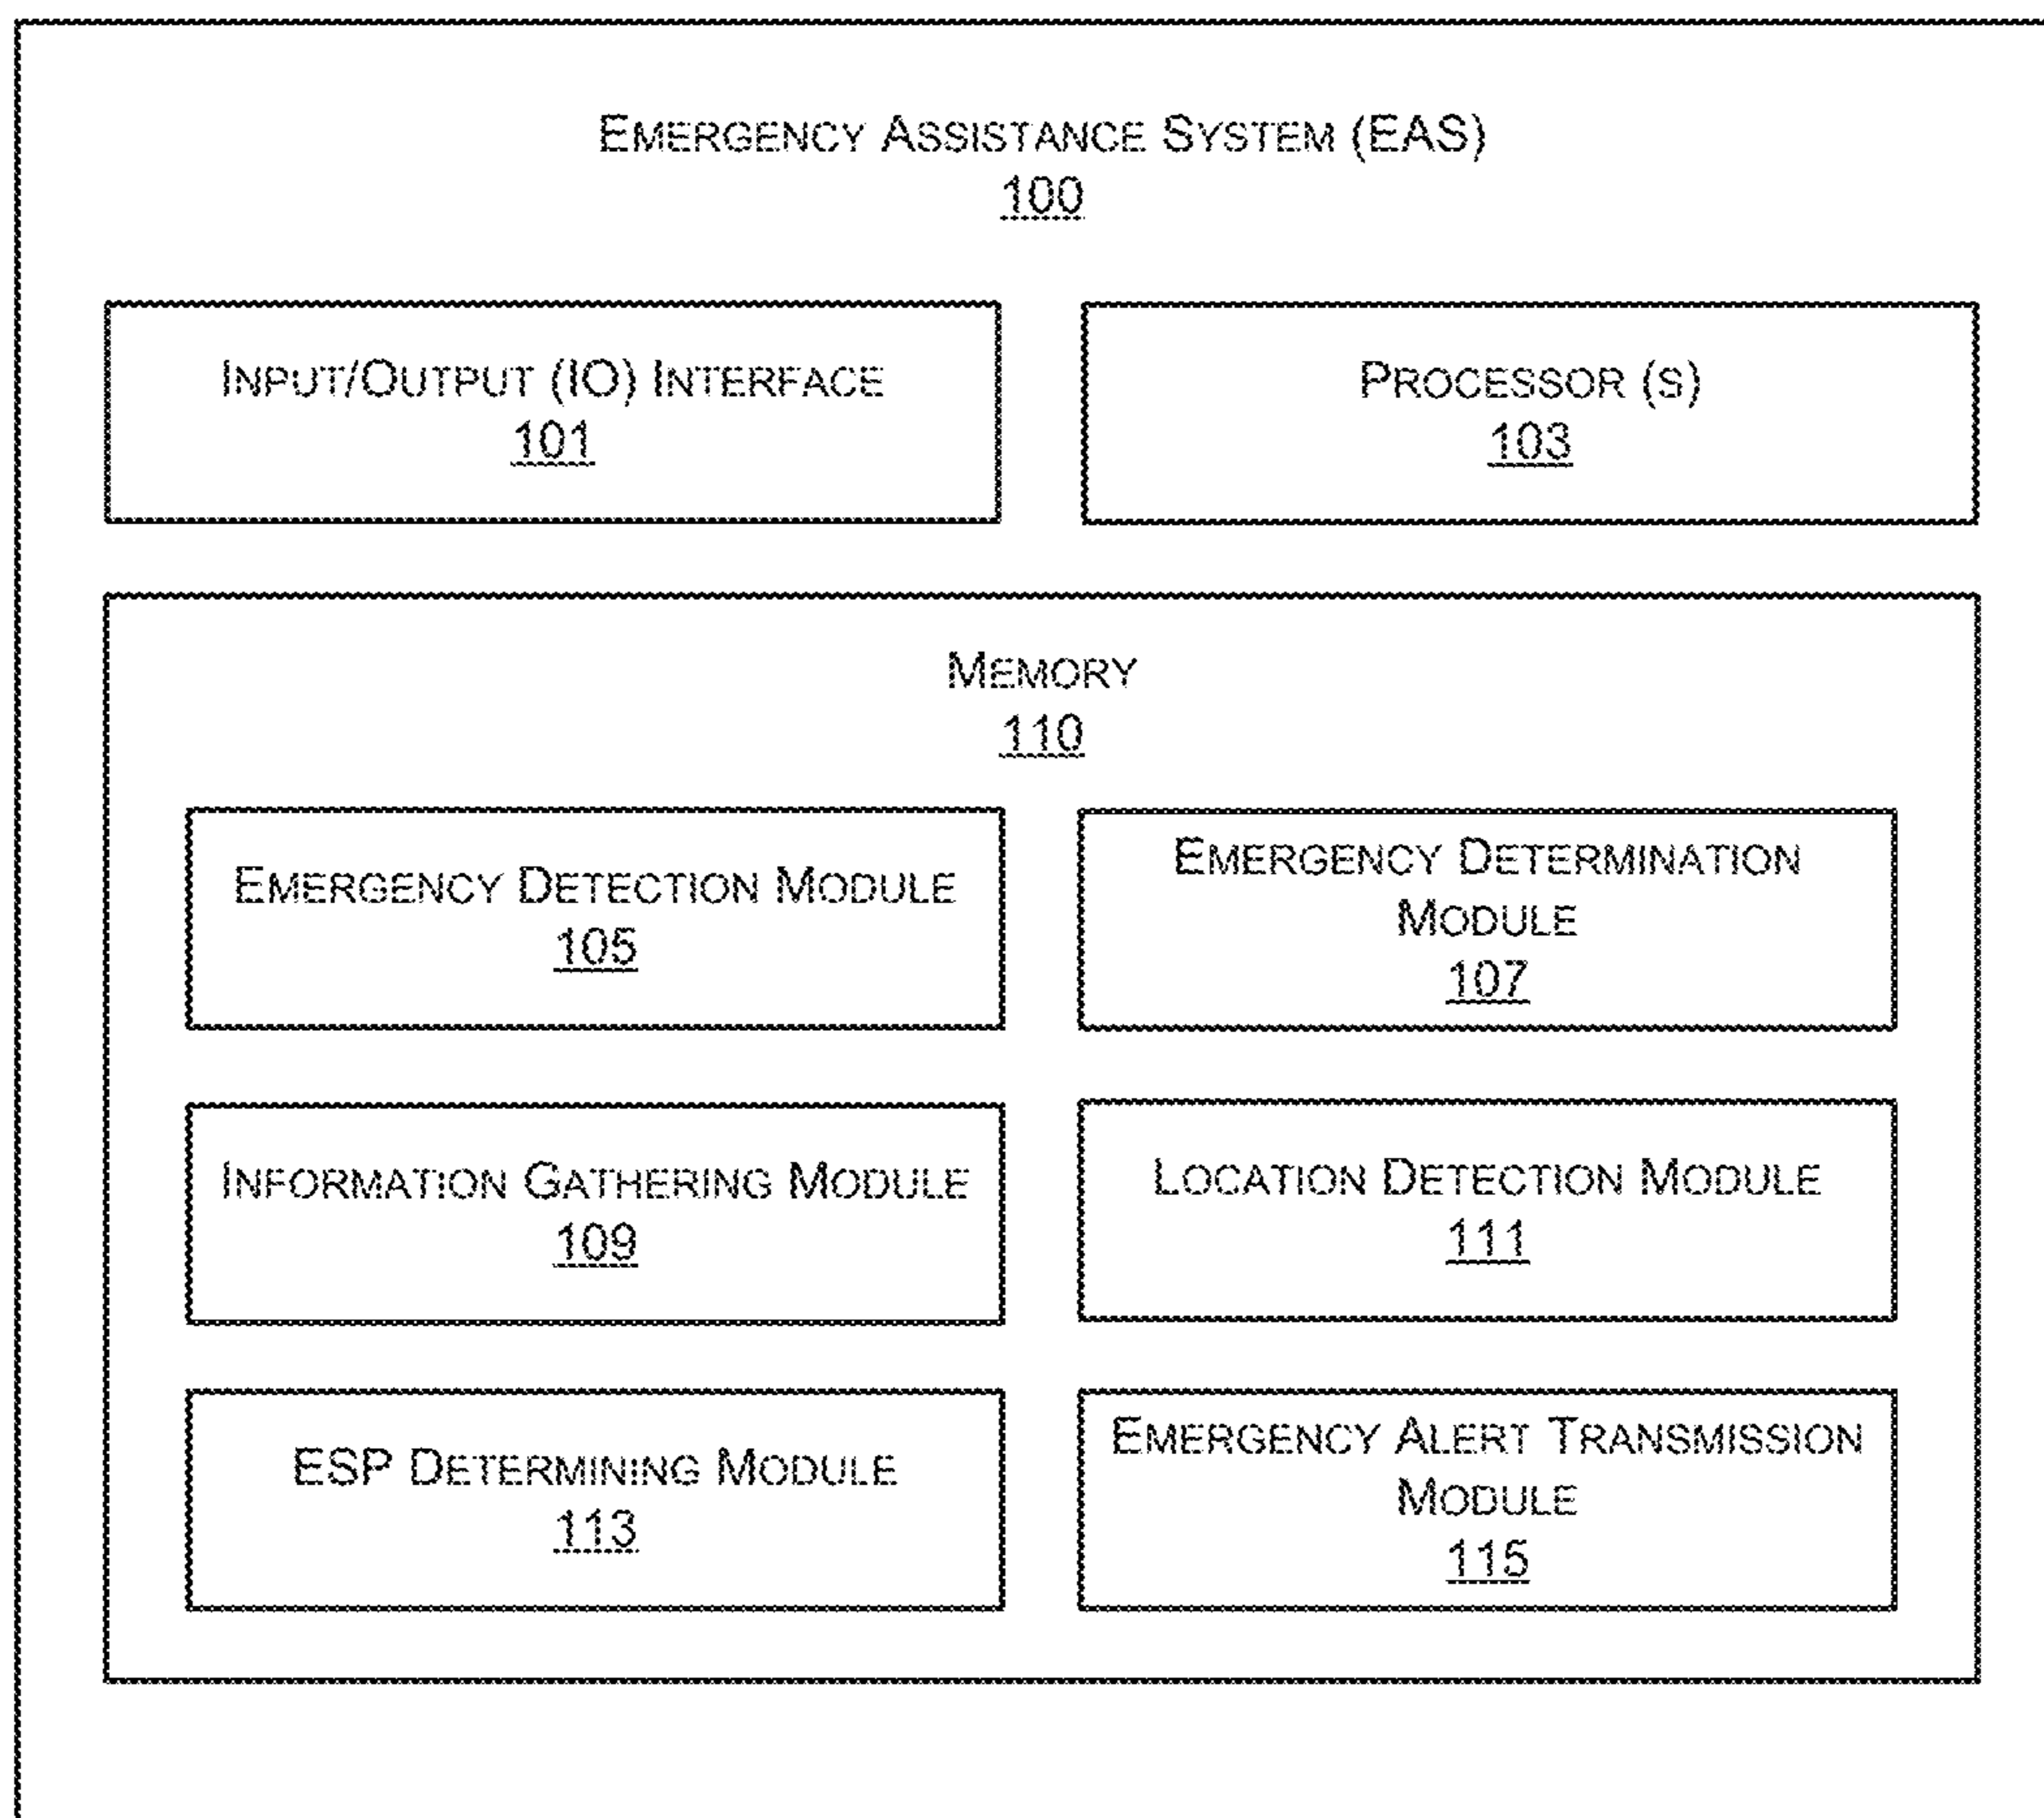 EMERGENCY ASSISTANCE SYSTEM (EAS)
100
INPUT/OUTPUT (IO) INTERFACE
101
PROCESSOR (S)
103
MEMORY
110
EMERGENCY DETECTION MODULE
105
EMERGENCY DETERMINATION
MODULE
107
INFORMATION GATHERING MODULE
109
LOCATION DETECTION MODULE
111
ESP DETERMINING MODULE
113
EMERGENCY ALERT TRANSMISSION
MODULE
115